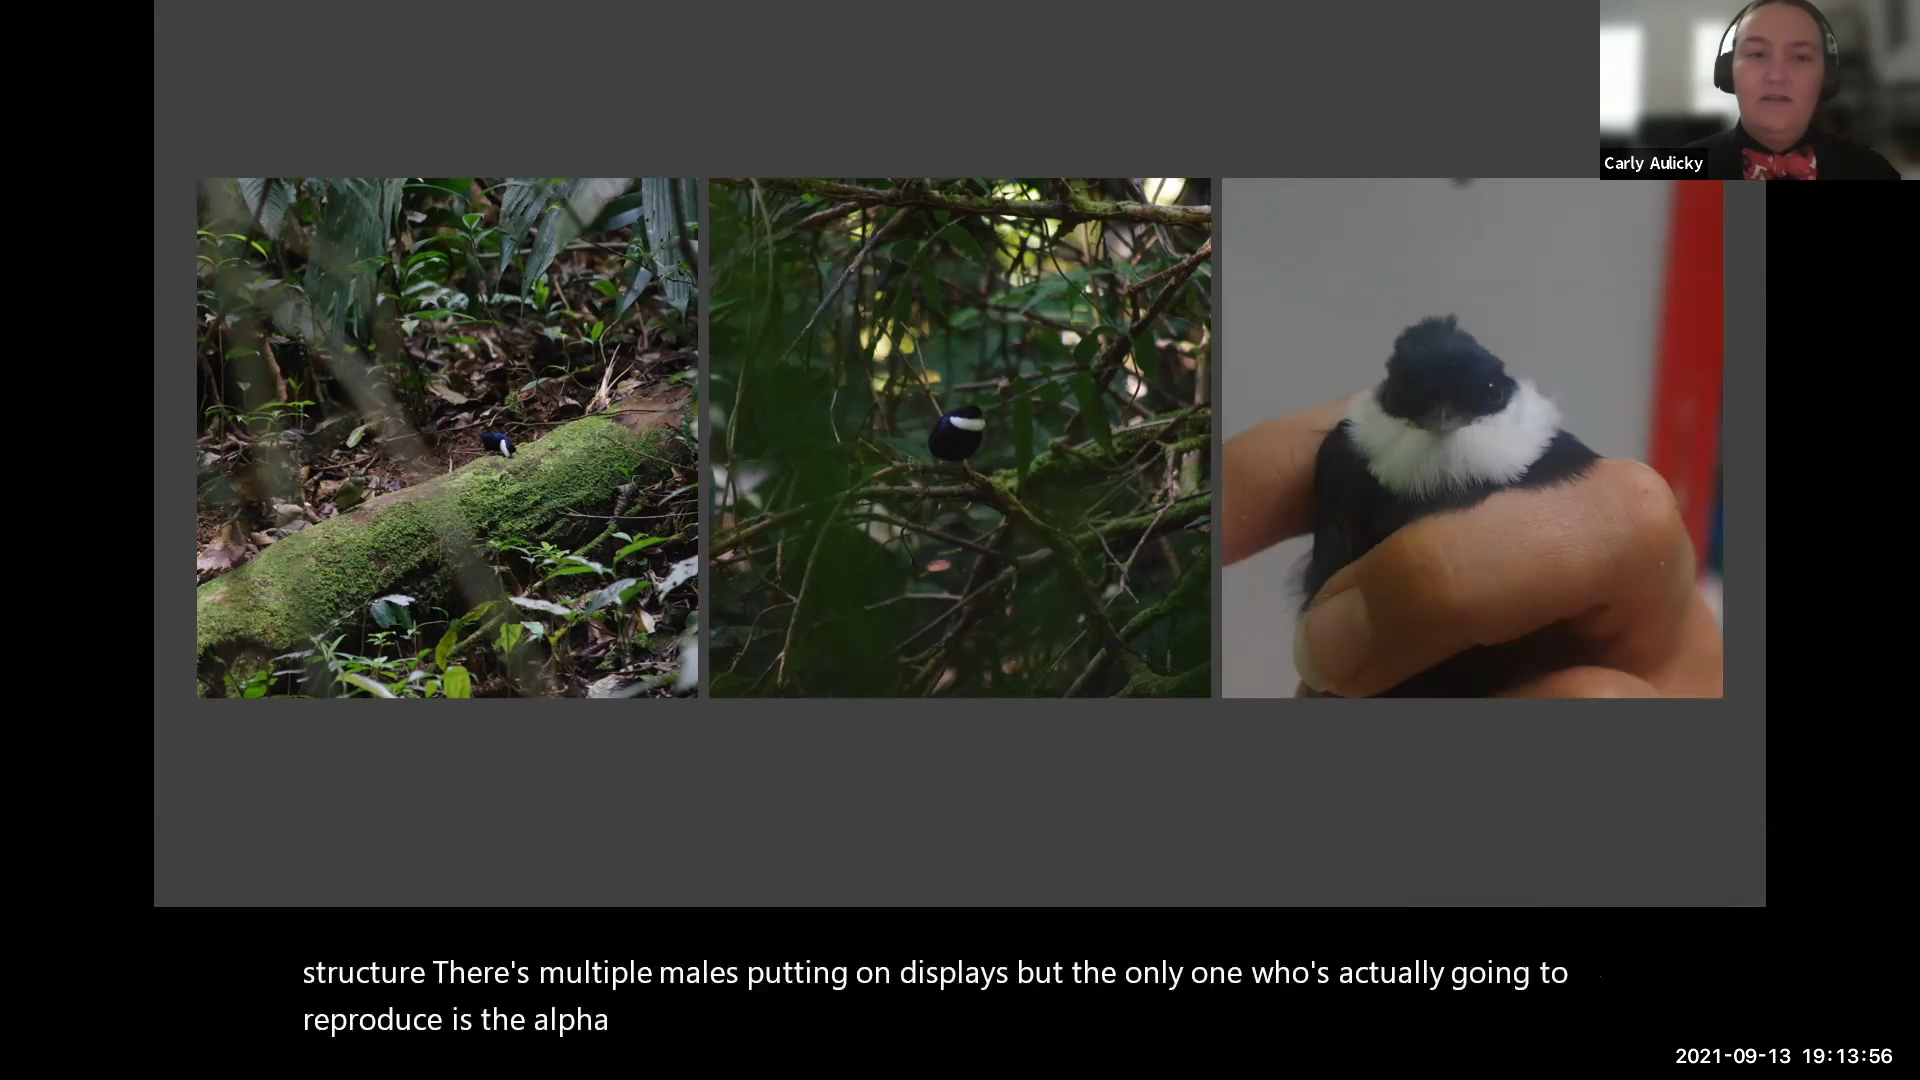 Carly Aulicky
structure There's multiple males putting on displays but the only one who's actually going to
reproduce is the alpha
2021-09-13 19:13:56